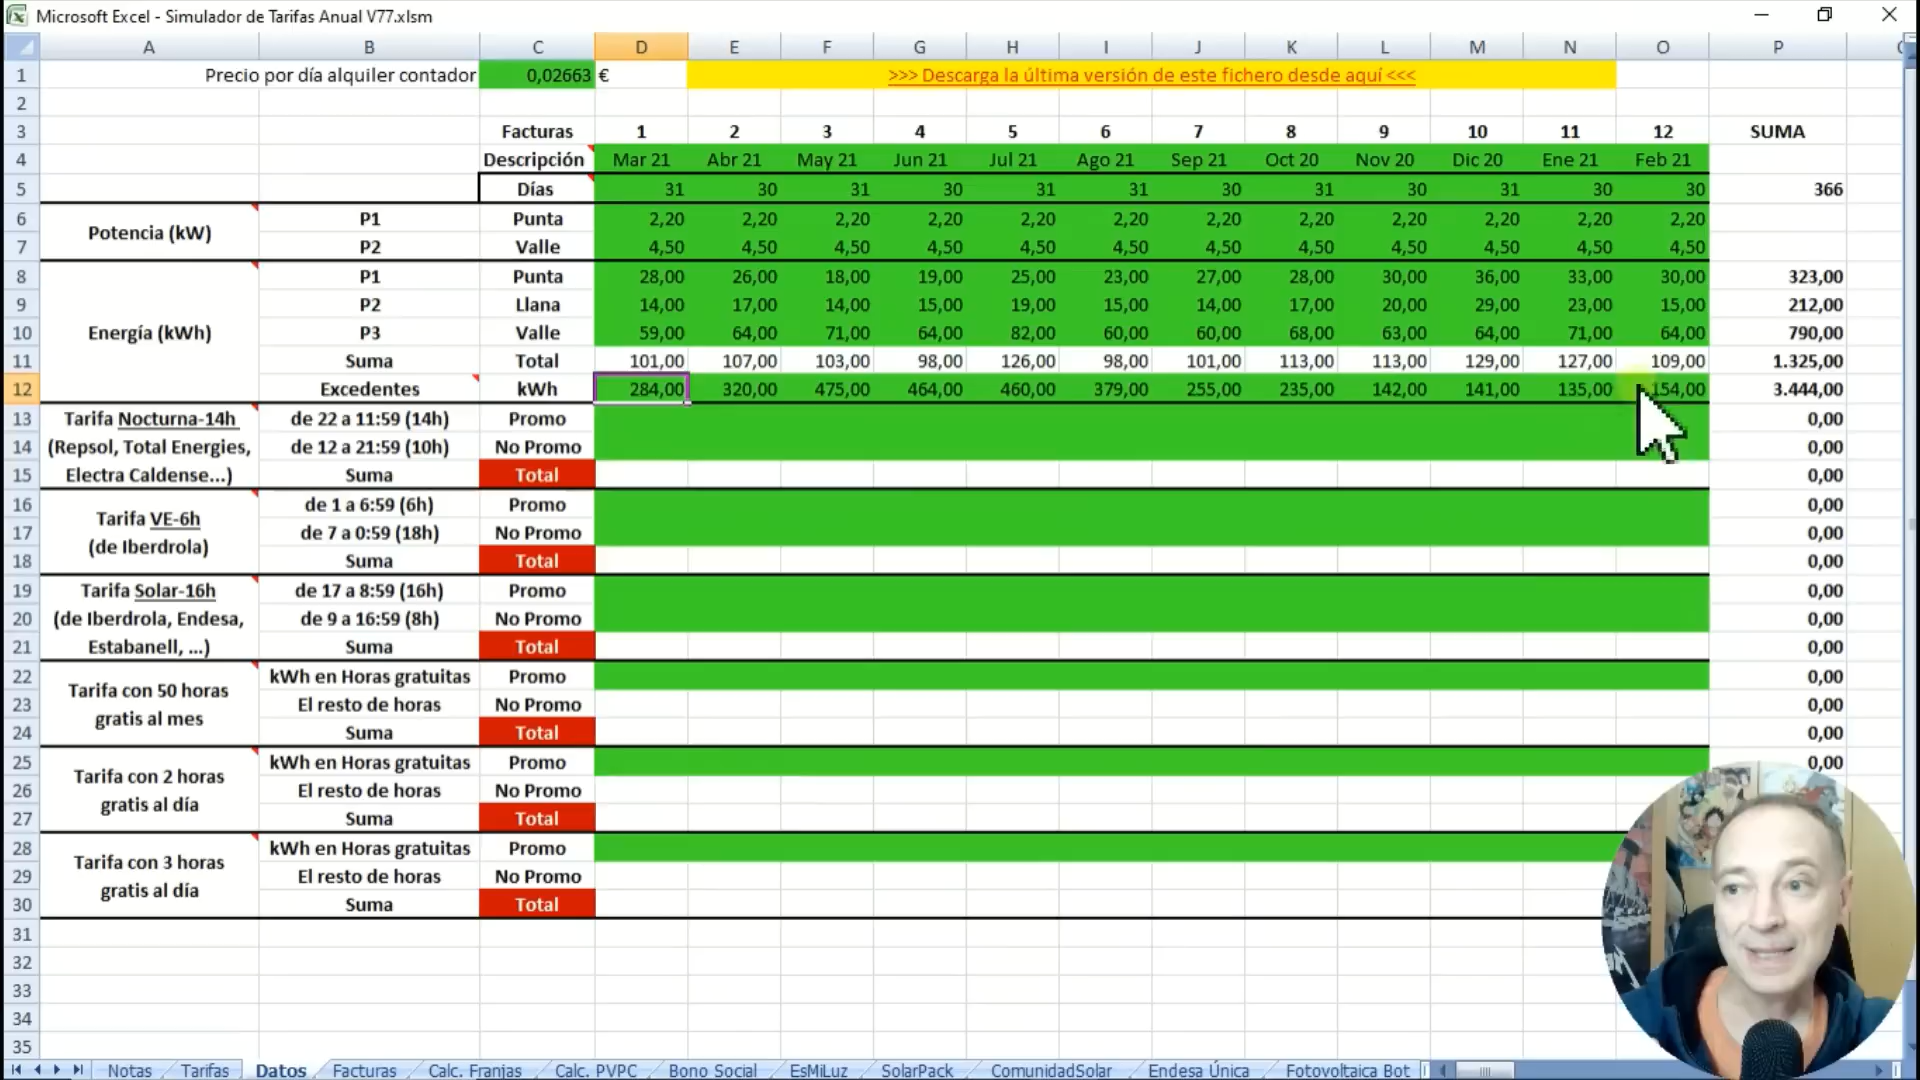 Microsoft Excel - Simulador de Tarifas Anual V77.xlsm
A B C D E F G H I J K L M N O P
1 Precio por día alquiler contador 0,02663 € >>> Descarga la última versión de este fichero desde aquí <<<
2
3 Facturas 1 2 3 4 5 6 7 8 9 10 11 12 SUMA
4 Descripción Mar 21 Abr 21 May 21 Jun 21 Jul 21 Ago 21 Sep 21 Oct 20 Nov 20 Dic 20 Ene 21 Feb 21
5 Días 31 30 31 30 31 31 30 31 30 31 30 30 366
6 Potencia (kW) P1 Punta 2,20 2,20 2,20 2,20 2,20 2,20 2,20 2,20 2,20 2,20 2,20 2,20
7 P2 Valle 4,50 4,50 4,50 4,50 4,50 4,50 4,50 4,50 4,50 4,50 4,50 4,50
8 P1 Punta 28,00 26,00 18,00 19,00 25,00 23,00 27,00 28,00 30,00 36,00 33,00 30,00 323,00
9 P2 Llana 14,00 17,00 14,00 15,00 19,00 15,00 14,00 17,00 20,00 29,00 23,00 15,00 212,00
10 Energía (kWh) P3 Valle 59,00 64,00 71,00 64,00 82,00 60,00 60,00 68,00 63,00 64,00 71,00 64,00 790,00
11 Suma Total 101,00 107,00 103,00 98,00 126,00 98,00 101,00 113,00 113,00 129,00 127,00 109,00 1.325,00
12 Excedentes kWh 284,00 320,00 475,00 464,00 460,00 379,00 255,00 235,00 142,00 141,00 135,00 154,00 3.444,00
13 Tarifa Nocturna-14h de 22 a 11:59 (14h) Promo 0,00
14 (Repsol, Total Energies, de 12 a 21:59 (10h) No Promo 0,00
15 Electra Caldense...) Suma Total 0,00
16 Tarifa VE-6h de 1 a 6:59 (6h) Promo 0,00
17 (de Iberdrola) de 7 a 0:59 (18h) No Promo 0,00
18 Suma Total 0,00
19 Tarifa Solar-16h de 17 a 8:59 (16h) Promo 0,00
20 (de Iberdrola, Endesa, de 9 a 16:59 (8h) No Promo 0,00
21 Estabanell, ...) Suma Total 0,00
22 Tarifa con 50 horas kWh en Horas gratuitas Promo 0,00
23 gratis al mes El resto de horas No Promo 0,00
24 Suma Total 0,00
25 Tarifa con 2 horas kWh en Horas gratuitas Promo 0,00
26 gratis al día El resto de horas No Promo
27 Suma Total
28 Tarifa con 3 horas kWh en Horas gratuitas Promo
29 gratis al día El resto de horas No Promo
30 Suma Total
31
32
33
34
35
Notas Tarifas Datos Facturas Calc. Franjas Calc. PVPC Bono Social EsMiLuz SolarPack ComunidadSolar Endesa Única Fotovoltaica Bot